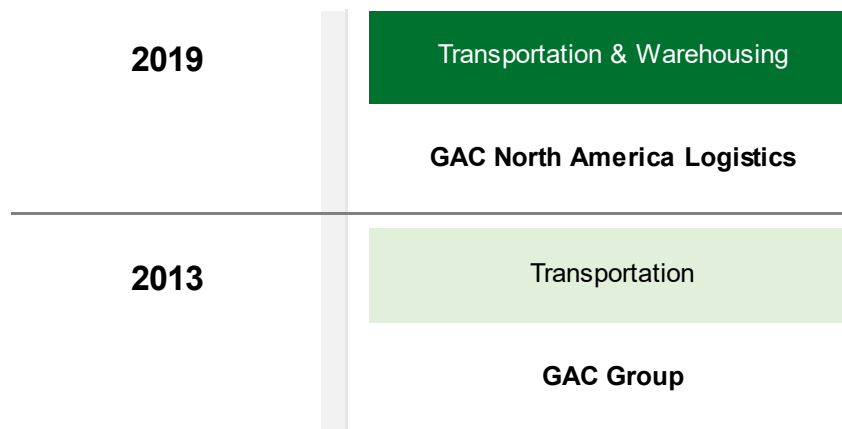 2019
Transportation & Warehousing
GAC North America Logistics
2013
Transportation
GAC Group